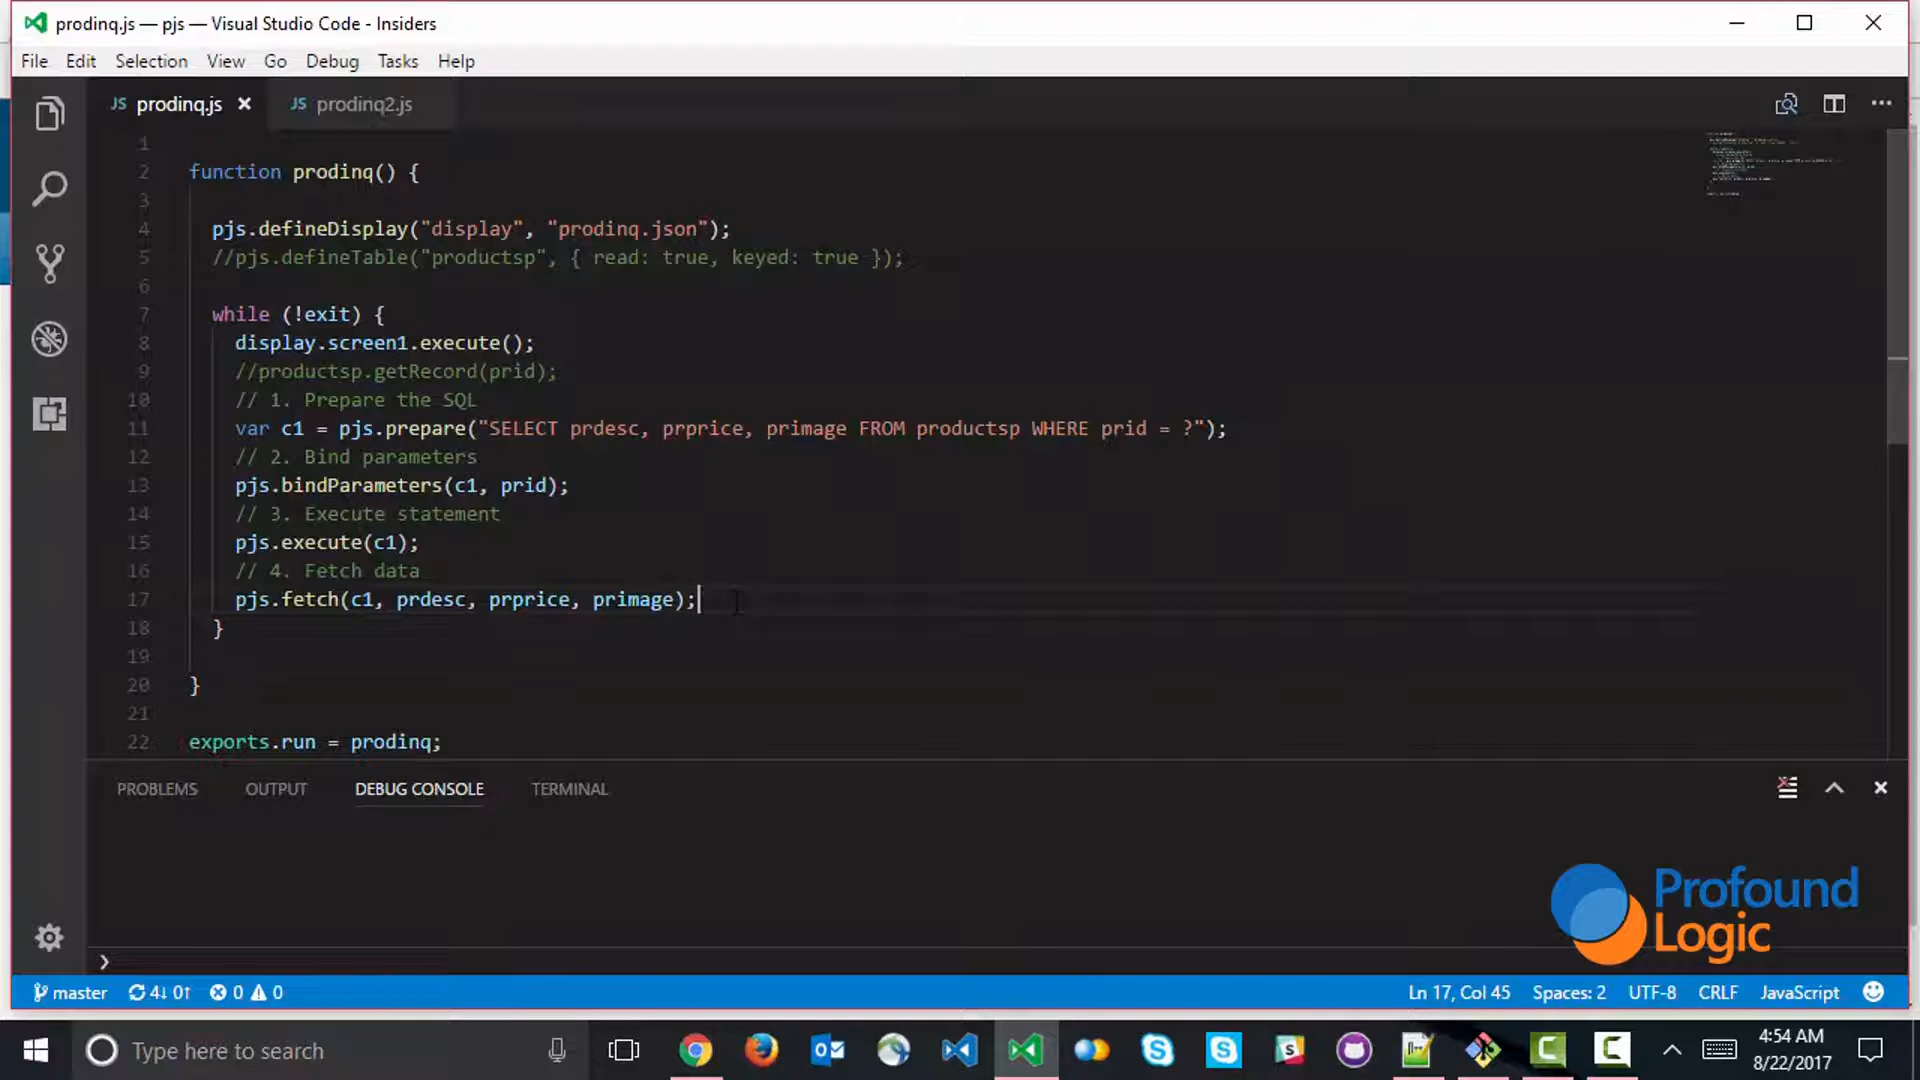 prodinq.js — pjs — Visual Studio Code - Insiders
File Edit Selection View Go Debug Tasks Help
JS prodinq.js JS prodinq2.js
1
2 function prodinq() {
3
4 pjs.defineDisplay("display", "prodinq.json");
5 //pjs.defineTable("productsp", { read: true, keyed: true });
6
7 while (!exit) {
8 display.screen1.execute();
9 //productsp.getRecord(prid);
10 // 1. Prepare the SQL
11 var c1 = pjs.prepare("SELECT prdesc, prprice, primage FROM productsp WHERE prid = ?");
12 // 2. Bind parameters
13 pjs.bindParameters(c1, prid);
14 // 3. Execute statement
15 pjs.execute(c1);
16 // 4. Fetch data
17 pjs.fetch(c1, prdesc, prprice, primage);
18 }
19
20 }
21
22 exports.run = prodinq;
PROBLEMS OUTPUT DEBUG CONSOLE TERMINAL
Profound
Logic
master 4↓ 0↑ 0 0 Ln 17, Col 45 Spaces: 2 UTF-8 CRLF JavaScript
Type here to search
4:54 AM
8/22/2017